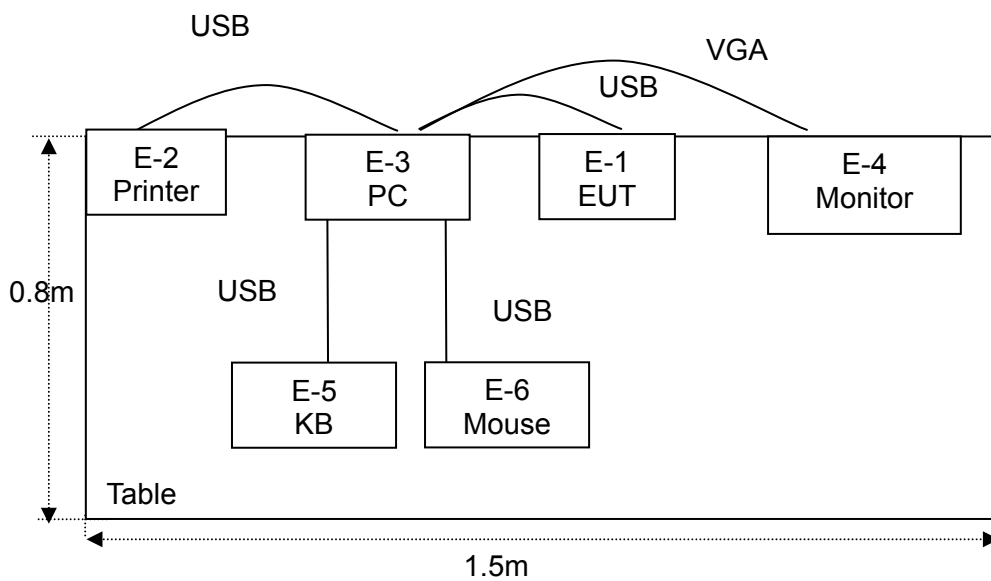 USB
VGA
USB
E-2
Printer
E-3
PC
E-1
EUT
E-4
Monitor
0.8m
USB
USB
E-5
KB
E-6
Mouse
Table
1.5m